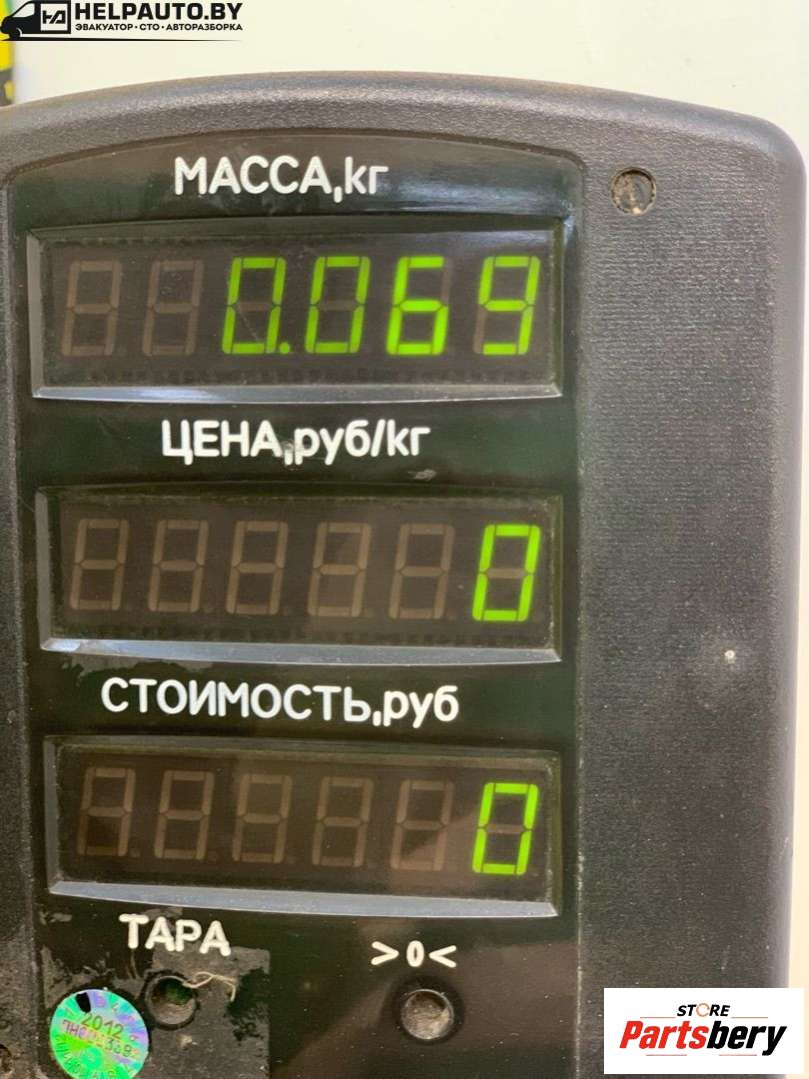 HELPAUTO.BY
ЭВАКУАТОР · СТО · АВТОРАЗБОРКА
МАССА,кг
0.069
ЦЕНА,руб/кг
0
СТОИМОСТЬ,руб
0
ТАРА
>0<
2012
STORE
Partsbery